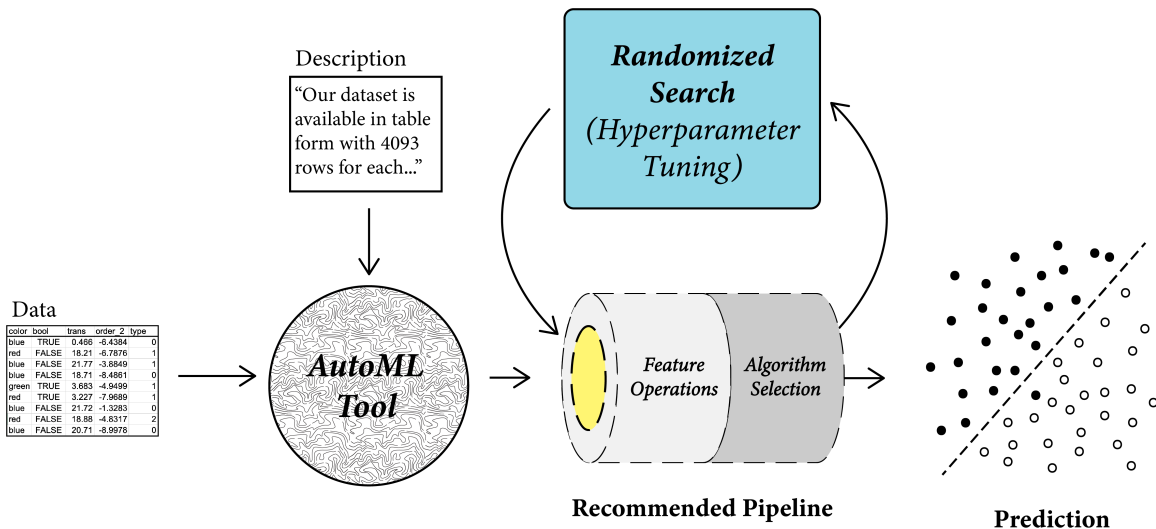 Description
“Our dataset is
available in table
form with 4093
rows for each...”
Randomized
Search
(Hyperparameter
Tuning)
Data
color bool trans order_2 type
blue TRUE 0.466 -6.4384 0
red FALSE 18.21 -6.7876 1
blue FALSE 21.77 -3.8849 1
blue FALSE 18.71 -8.4861 0
green TRUE 3.683 -4.9499 1
red TRUE 3.227 -7.9689 1
blue FALSE 21.72 -1.3283 0
red FALSE 18.88 -4.8317 2
blue FALSE 20.71 -8.9978 0
AutoML
Tool
Feature
Operations
Algorithm
Selection
Recommended Pipeline
Prediction